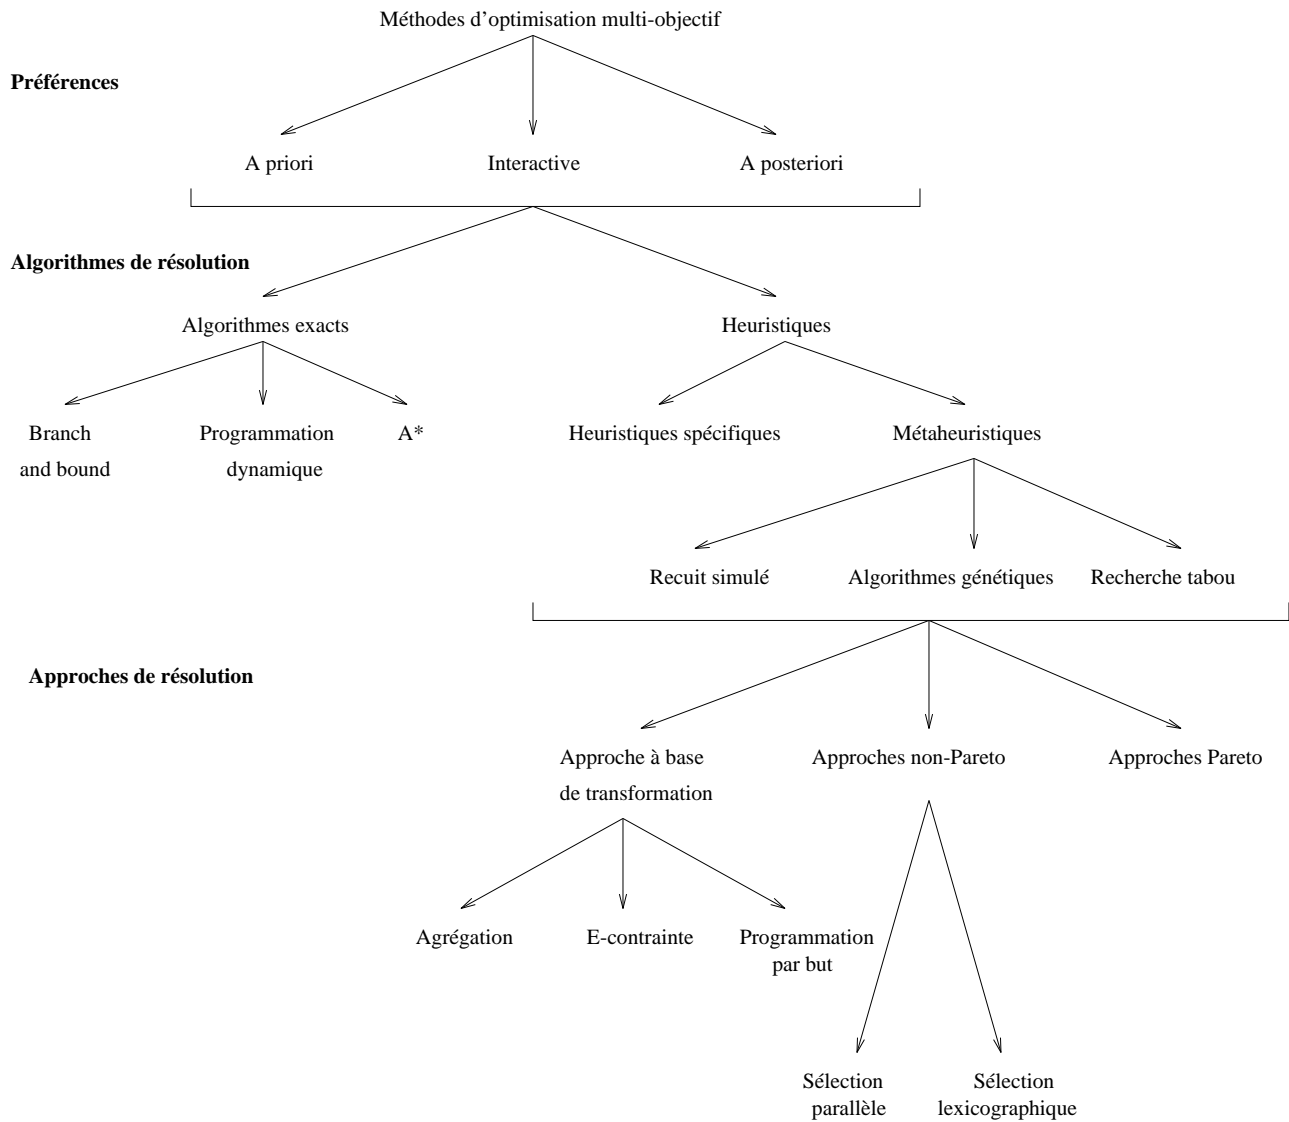 Méthodes d'optimisation multi-objectif
Préférences
A priori
Interactive
A posteriori
Algorithmes de résolution
Algorithmes exacts
Heuristiques
Branch
and bound
Programmation
dynamique
A*
Heuristiques spécifiques
Métaheuristiques
Recuit simulé
Algorithmes génétiques
Recherche tabou
Approches de résolution
Approche à base
de transformation
Approches non-Pareto
Approches Pareto
Agrégation
E-contrainte
Programmation
par but
Sélection
parallèle
Sélection
lexicographique